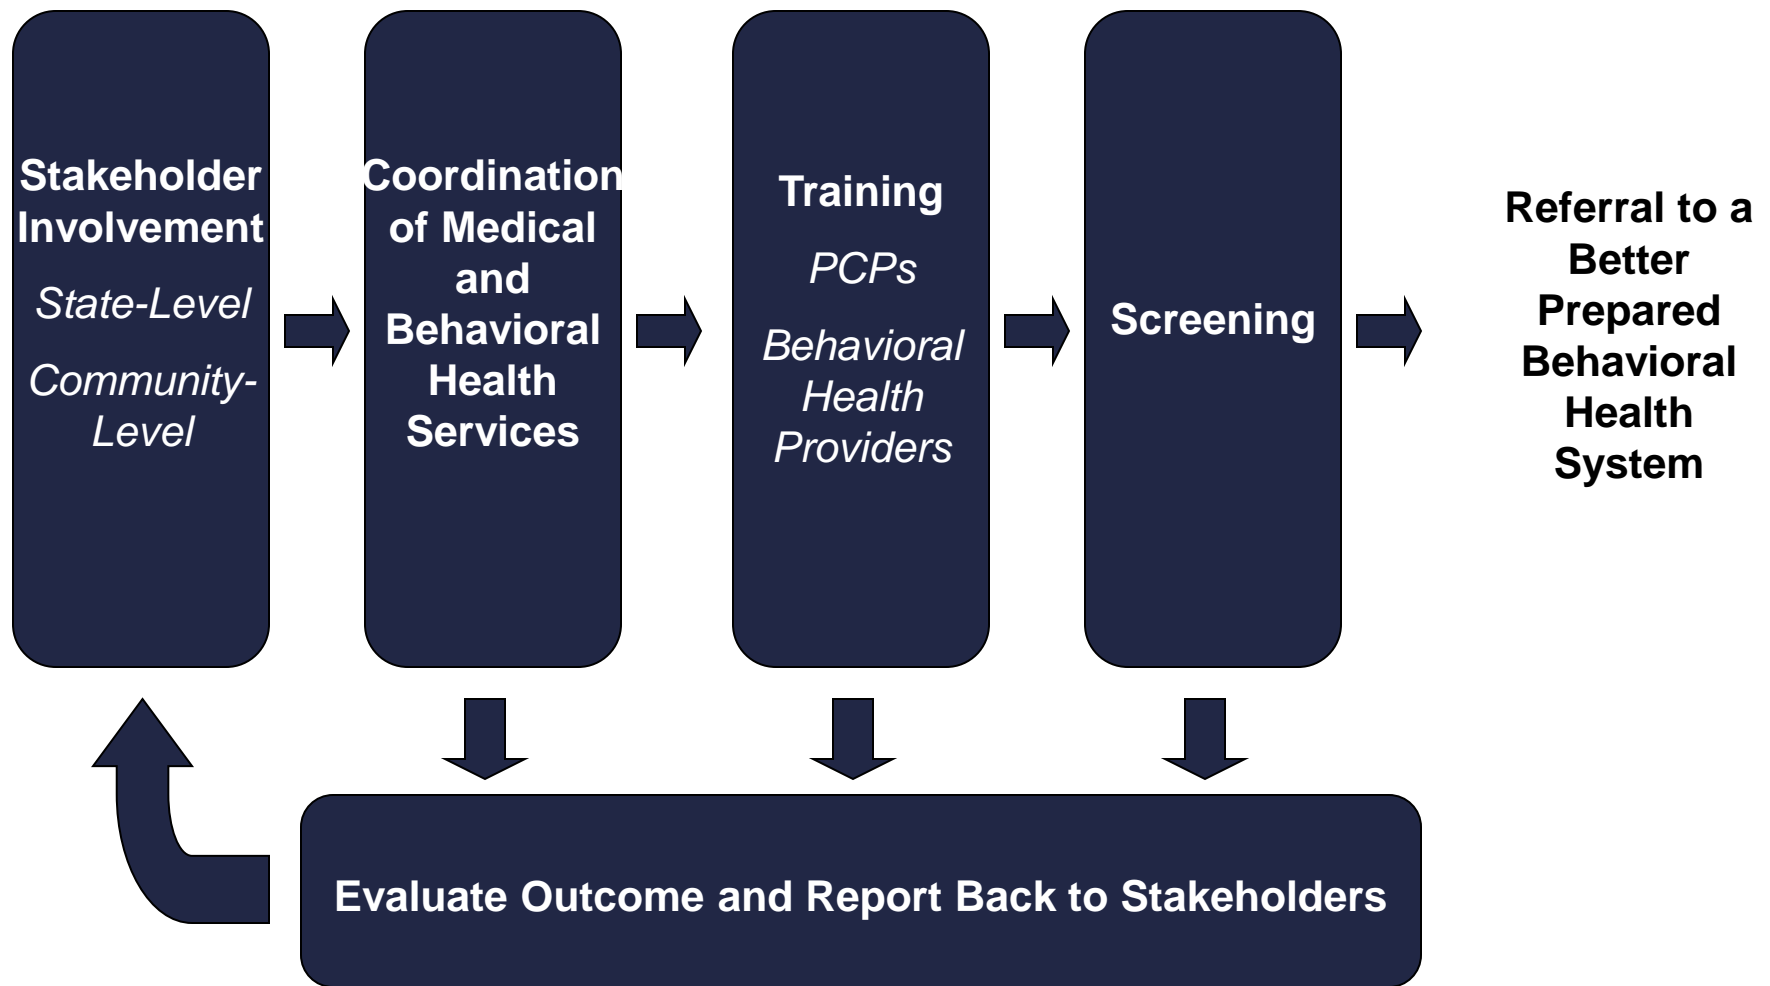 Stakeholder
Involvement
State-Level
Community-
Level
Coordination
of Medical
and
Behavioral
Health
Services
Training
PCPs
Behavioral
Health
Providers
Screening
Referral to a
Better
Prepared
Behavioral
Health
System
Evaluate Outcome and Report Back to Stakeholders